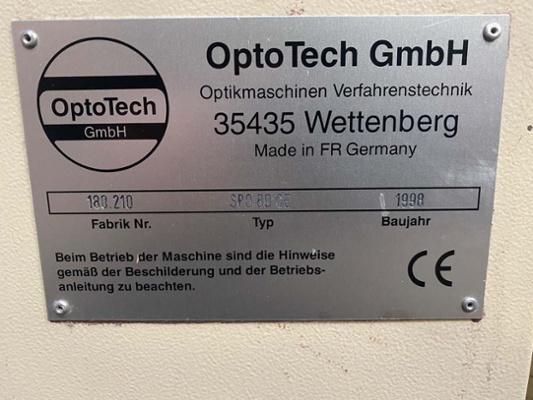 OptoTech
GmbH
OptoTech GmbH
Optikmaschinen Verfahrenstechnik
35435 Wettenberg
Made in FR Germany
180.210
1998
Fabrik Nr. Typ Baujahr
Beim Betrieb der Maschine sind die Hinweise
gemäß der Beschilderung und der Betriebs-
anleitung zu beachten.
CE